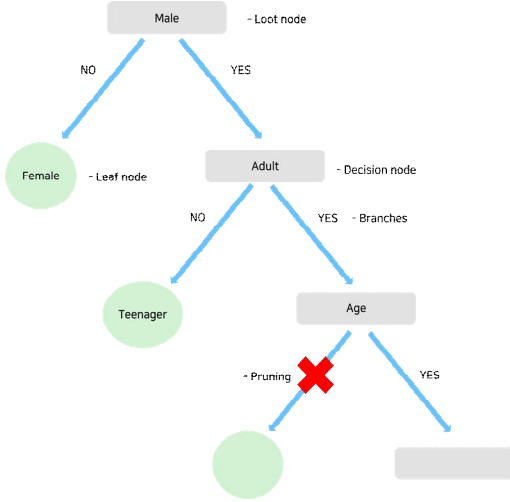 Male
- Loot node
NO
YES
Female
- Leaf node
Adult
- Decision node
NO
YES
- Branches
Teenager
Age
- Pruning
YES